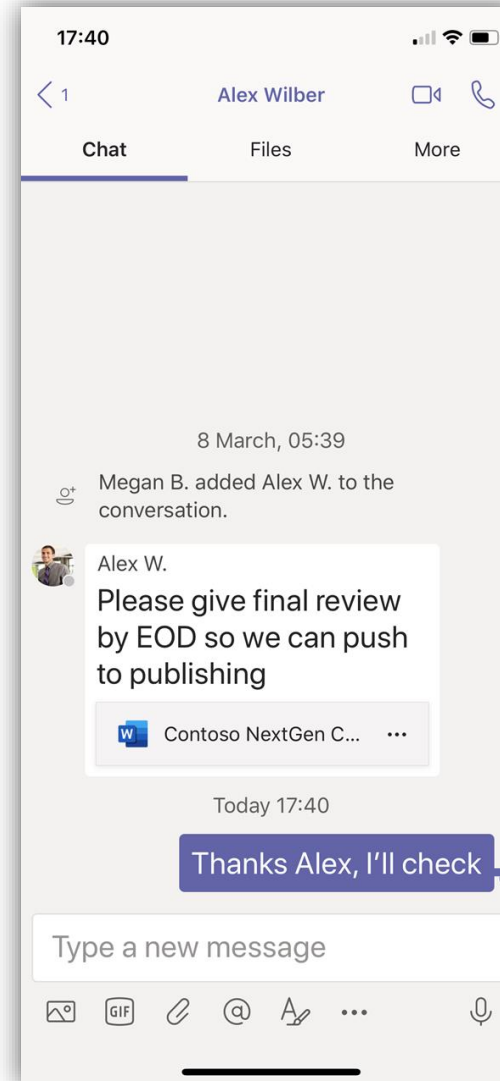 17:40
1
Alex Wilber
Chat Files More
8 March, 05:39
Megan B. added Alex W. to the
conversation.
Alex W.
Please give final review
by EOD so we can push
to publishing
W Contoso NextGen C... •••
Today 17:40
Thanks Alex, I’ll check
Type a new message
GIF @ A •••